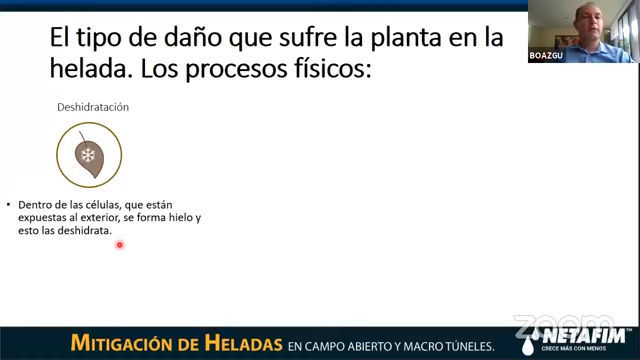 El tipo de daño que sufre la planta en la
helada. Los procesos físicos:
BOAZGU
Deshidratación
• Dentro de las células, que están
expuestas al exterior, se forma hielo y
esto las deshidrata.
zoom
NETAFIM™
CRECE MÁS CON MENOS
MITIGACIÓN DE HELADAS EN CAMPO ABIERTO Y MACRO TÚNELES.